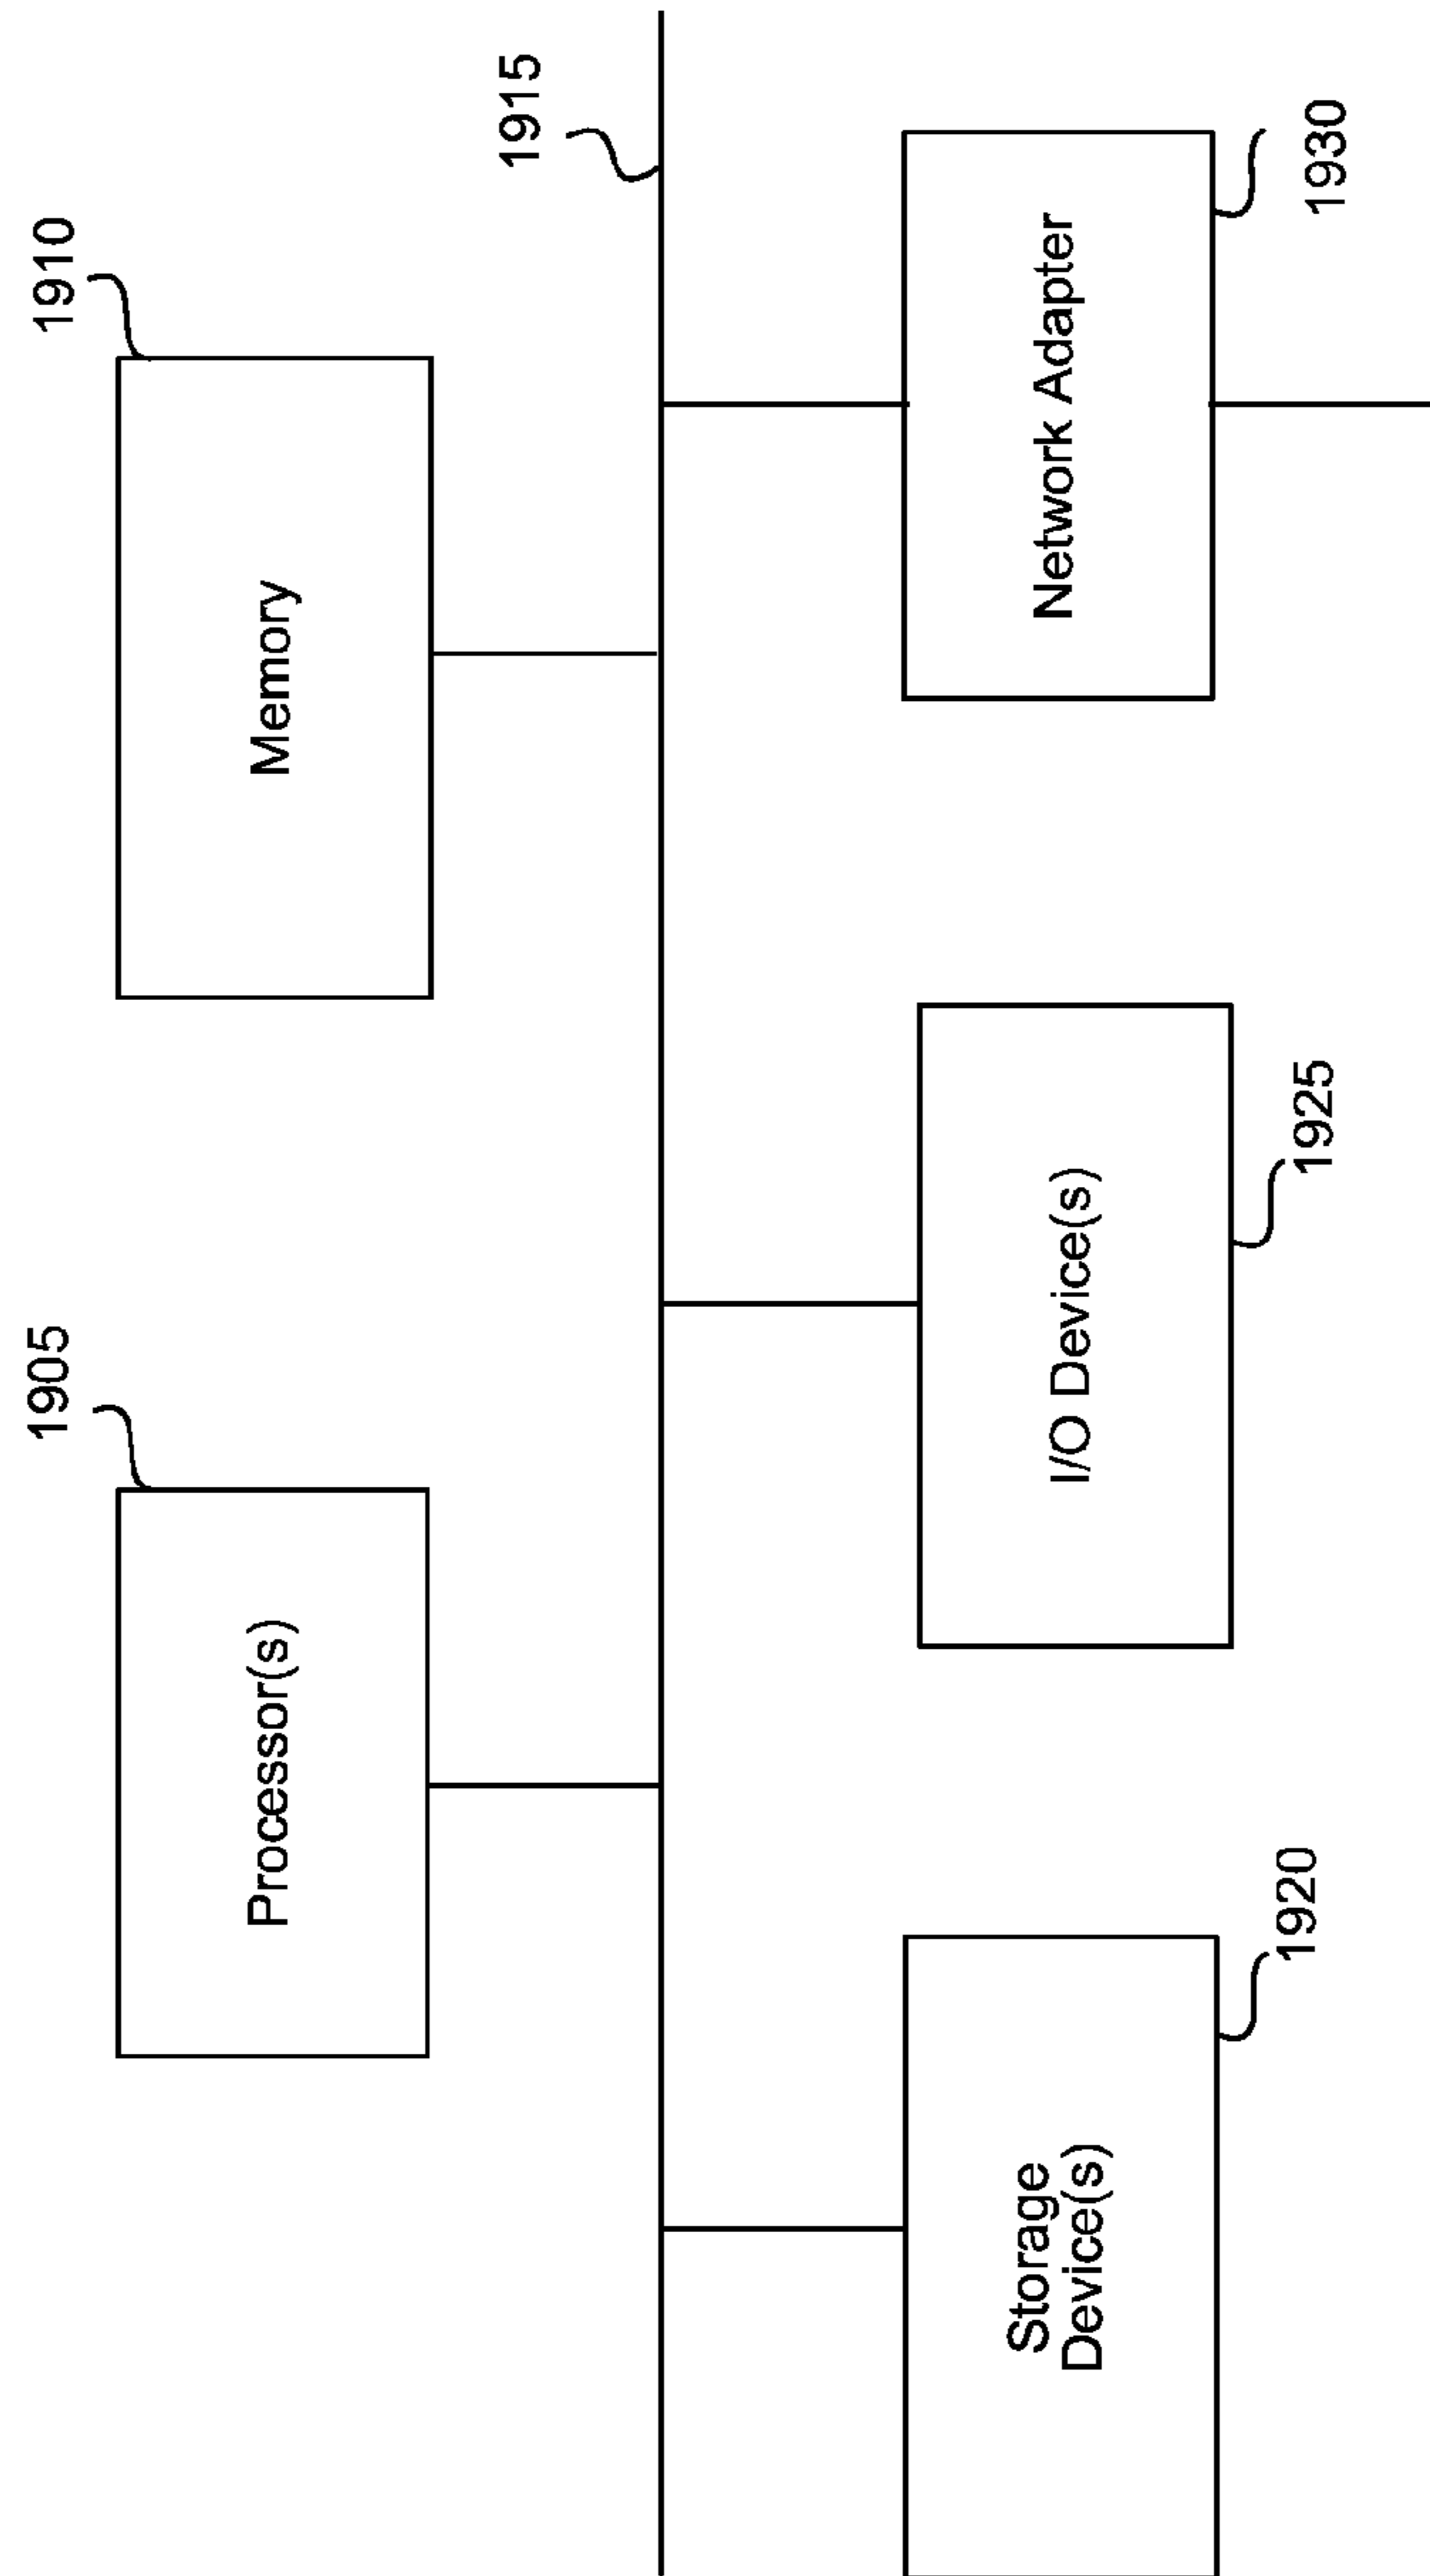 1905
1910
Processor(s)
Memory
1915
Storage
Device(s)
I/O Device(s)
Network Adapter
1920
1925
1930